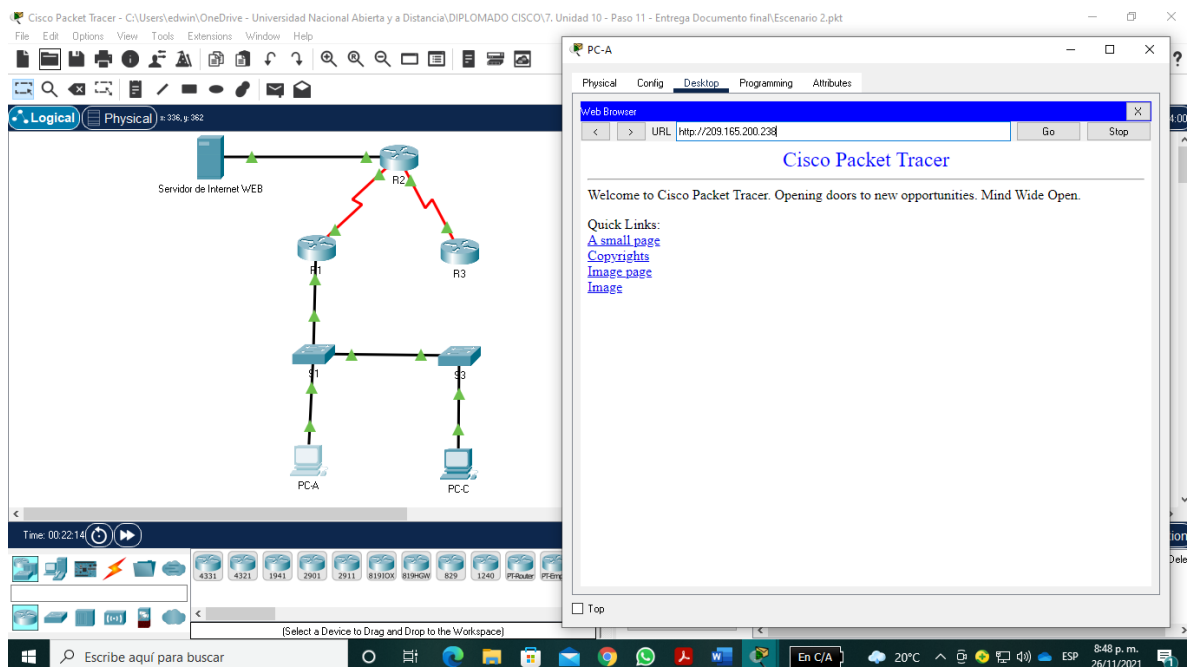 Cisco Packet Tracer - C:\Users\edwin\OneDrive - Universidad Nacional Abierta y a Distancia\DIPLOMADO CISCO\7. Unidad 10 - Paso 11 - Entrega Documento final\Escenario 2.pkt
File Edit Options View Tools Extensions Window Help
Logical Physical x: 336, y: 362
Servidor de Internet WEB
R2
R1
R3
S1
S3
PC-A
PC-C
Time: 00:22:14
4331 4321 1941 2901 2911 819IOX 819HGW 829 1240 PT-Router PT-Emp
(Select a Device to Drag and Drop to the Workspace)
PC-A
Physical Config Desktop Programming Attributes
Web Browser X
< > URL http://209.165.200.238 Go Stop
Cisco Packet Tracer
Welcome to Cisco Packet Tracer. Opening doors to new opportunities. Mind Wide Open.
Quick Links:
A small page
Copyrights
Image page
Image
Top
?
4:00
ion
Dele
Escribe aquí para buscar
En C/A
20°C
ESP
8:48 p. m.
26/11/2021